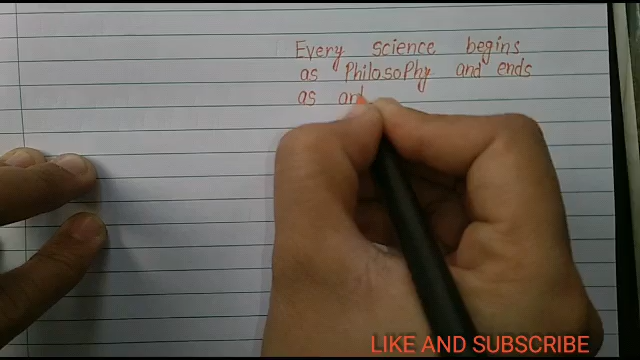 Every science begins
as Philosophy and ends
as
LIKE AND SUBSCRIBE